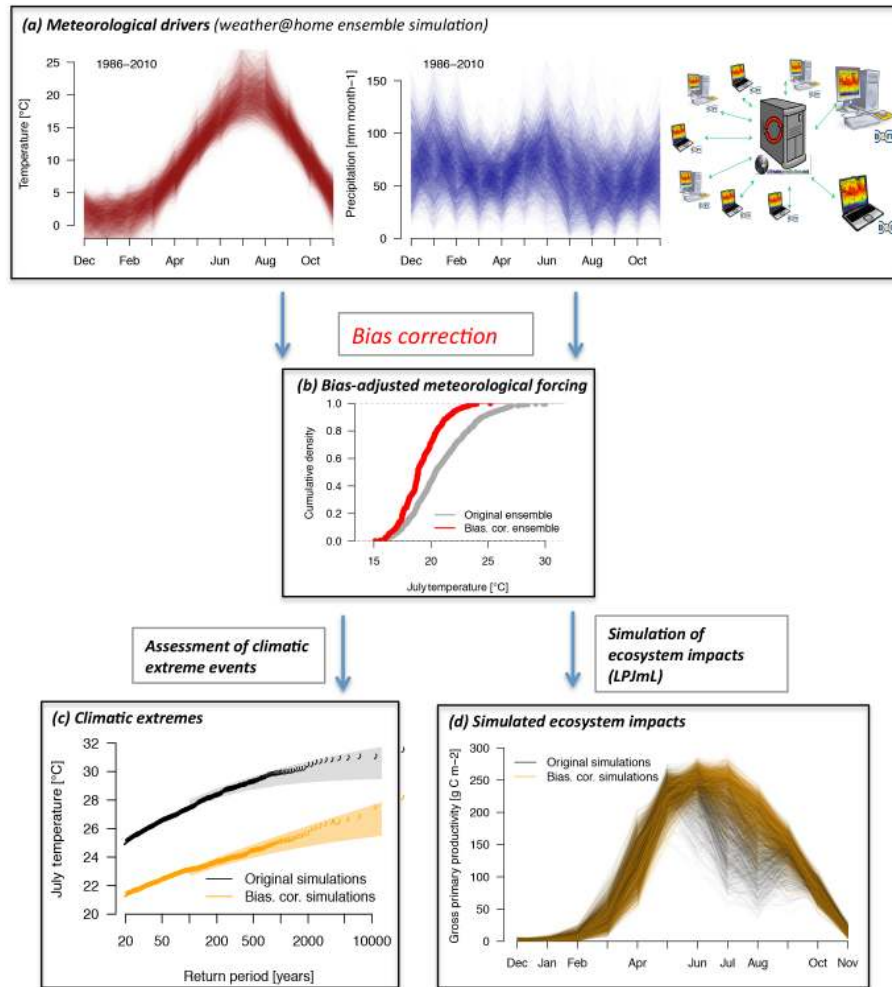 (a) Meteorological drivers (weather@home ensemble simulation)
1986–2010
Temperature [°C]
25
20
15
10
5
0
Dec Feb Apr Jun Aug Oct
1986–2010
Precipitation [mm month-1]
150
100
50
0
Dec Feb Apr Jun Aug Oct
Bias correction
(b) Bias-adjusted meteorological forcing
Cumulative density
1.0
0.8
0.6
0.4
0.2
0.0
Original ensemble
Bias. cor. ensemble
15 20 25 30
July temperature [°C]
Assessment of climatic
extreme events
Simulation of
ecosystem impacts
(LPJmL)
(c) Climatic extremes
July temperature [°C]
32
30
28
26
24
22
20
Original simulations
Bias. cor. simulations
20 50 200 500 2000 10000
Return period [years]
(d) Simulated ecosystem impacts
Gross primary productivity [g C m−2]
300
250
200
150
100
50
0
Original simulations
Bias. cor. simulations
Dec Jan Feb Apr Jun Jul Aug Oct Nov